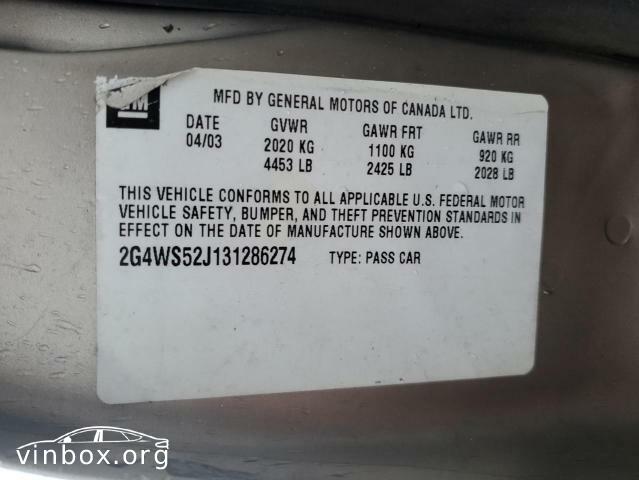 GM
MFD BY GENERAL MOTORS OF CANADA LTD.
DATE GVWR GAWR FRT GAWR RR
04/03 2020 KG 1100 KG 920 KG
4453 LB 2425 LB 2028 LB
THIS VEHICLE CONFORMS TO ALL APPLICABLE U.S. FEDERAL MOTOR
VEHICLE SAFETY, BUMPER, AND THEFT PREVENTION STANDARDS IN
EFFECT ON THE DATE OF MANUFACTURE SHOWN ABOVE.
2G4WS52J131286274 TYPE: PASS CAR
vinbox.org